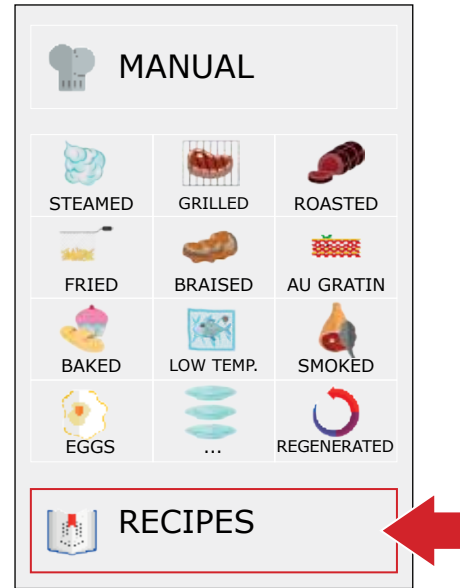 MANUAL
STEAMED GRILLED ROASTED
FRIED BRAISED AU GRATIN
BAKED LOW TEMP. SMOKED
EGGS ... REGENERATED
RECIPES